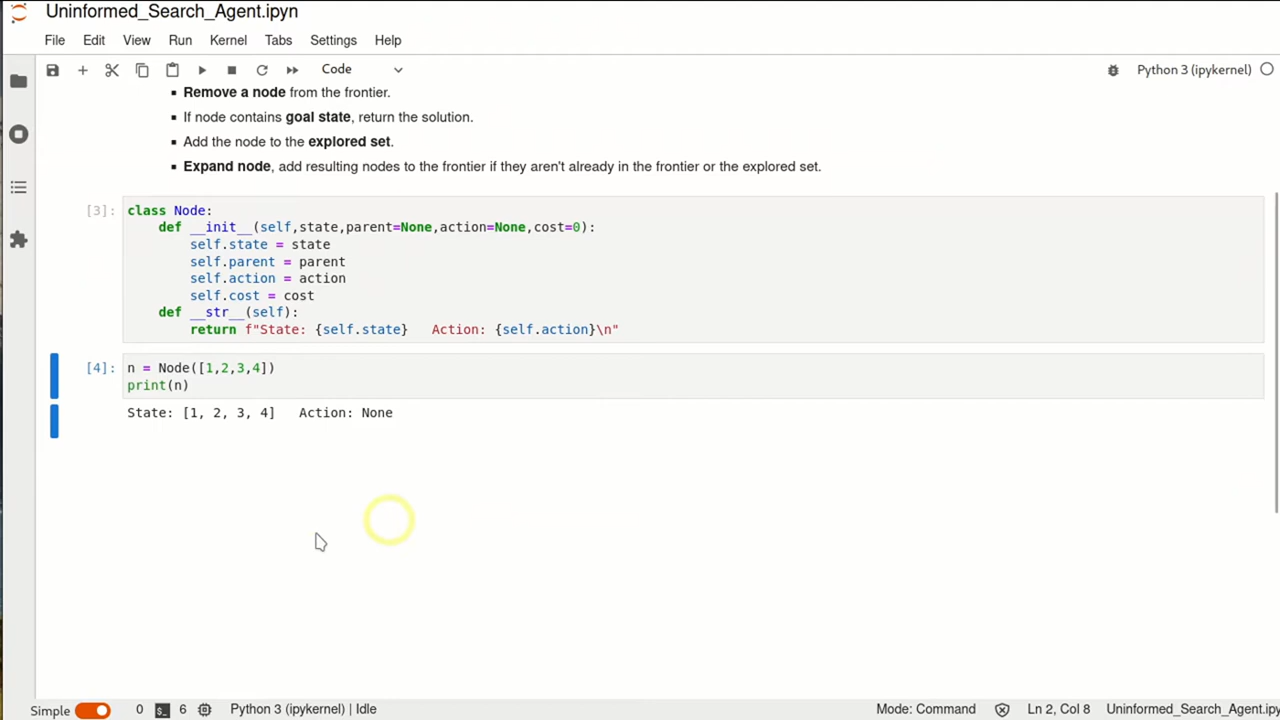 Uninformed_Search_Agent.ipyn
File Edit View Run Kernel Tabs Settings Help
Code Python 3 (ipykernel)
Remove a node from the frontier.
If node contains goal state, return the solution.
Add the node to the explored set.
Expand node, add resulting nodes to the frontier if they aren't already in the frontier or the explored set.
[3]: class Node:
def __init__(self,state,parent=None,action=None,cost=0):
self.state = state
self.parent = parent
self.action = action
self.cost = cost
def __str__(self):
return f"State: {self.state}   Action: {self.action}\n"
[4]: n = Node([1,2,3,4])
print(n)
State: [1, 2, 3, 4]   Action: None
Simple 0 $_ 6 Python 3 (ipykernel) | Idle Mode: Command Ln 2, Col 8 Uninformed_Search_Agent.ipy